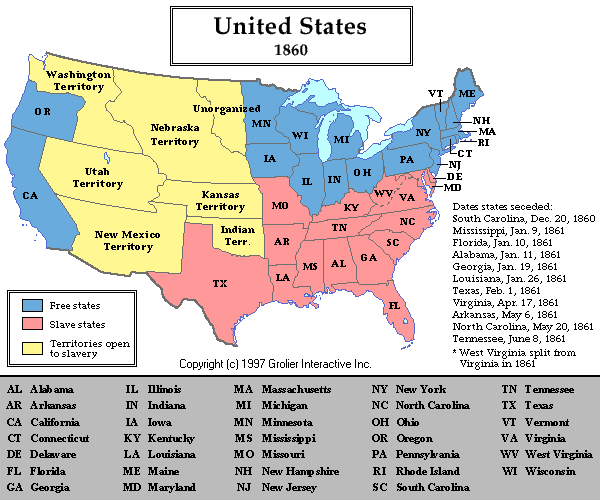 United States
1860
Washington
Territory
OR
CA
Unorganized
Nebraska
Territory
Utah
Territory
Kansas
Territory
New Mexico
Territory
Indian
Terr.
MN
WI
MI
IA
IL
IN
OH
PA
NY
VT
ME
NH
MA
RI
CT
NJ
DE
MD
MO
KY
WV
VA
TN
NC
AR
SC
MS
AL
GA
LA
TX
FL
Dates states seceded:
South Carolina, Dec. 20, 1860
Mississippi, Jan. 9, 1861
Florida, Jan. 10, 1861
Alabama, Jan. 11, 1861
Georgia, Jan. 19, 1861
Louisiana, Jan. 26, 1861
Texas, Feb. 1, 1861
Virginia, Apr. 17, 1861
Arkansas, May 6, 1861
North Carolina, May 20, 1861
Tennessee, June 8, 1861
* West Virginia split from
Virginia in 1861
Free states
Slave states
Territories open
to slavery
Copyright (c) 1997 Grolier Interactive Inc.
AL Alabama
AR Arkansas
CA California
CT Connecticut
DE Delaware
FL Florida
GA Georgia
IL Illinois
IN Indiana
IA Iowa
KY Kentucky
LA Louisiana
ME Maine
MD Maryland
MA Massachusetts
MI Michigan
MN Minnesota
MS Mississippi
MO Missouri
NH New Hampshire
NJ New Jersey
NY New York
NC North Carolina
OH Ohio
OR Oregon
PA Pennsylvania
RI Rhode Island
SC South Carolina
TN Tennessee
TX Texas
VT Vermont
VA Virginia
WV West Virginia
WI Wisconsin